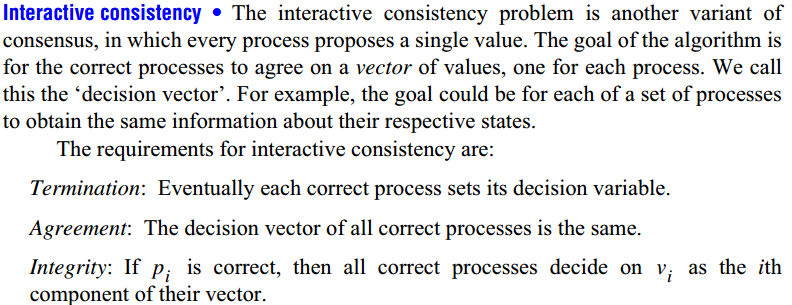 Interactive consistency • The interactive consistency problem is another variant of
consensus, in which every process proposes a single value. The goal of the algorithm is
for the correct processes to agree on a vector of values, one for each process. We call
this the ‘decision vector’. For example, the goal could be for each of a set of processes
to obtain the same information about their respective states.
The requirements for interactive consistency are:
Termination: Eventually each correct process sets its decision variable.
Agreement: The decision vector of all correct processes is the same.
Integrity: If pᵢ is correct, then all correct processes decide on vᵢ as the ith
component of their vector.